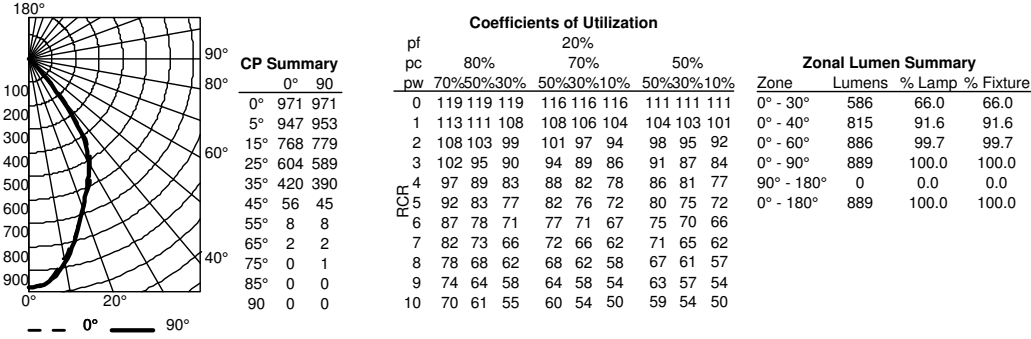 180°
90°
80°
60°
40°
100
200
300
400
500
600
700
800
900
0° 20°
0° 90°
CP Summary
0° 90
0° 971 971
5° 947 953
15° 768 779
25° 604 589
35° 420 390
45° 56 45
55° 8 8
65° 2 2
75° 0 1
85° 0 0
90 0 0
Coefficients of Utilization
pf 20%
pc 80% 70% 50%
pw 70%50%30% 50%30%10% 50%30%10%
RCR
0 119 119 119 116 116 116 111 111 111
1 113 111 108 108 106 104 104 103 101
2 108 103 99 101 97 94 98 95 92
3 102 95 90 94 89 86 91 87 84
4 97 89 83 88 82 78 86 81 77
5 92 83 77 82 76 72 80 75 72
6 87 78 71 77 71 67 75 70 66
7 82 73 66 72 66 62 71 65 62
8 78 68 62 68 62 58 67 61 57
9 74 64 58 64 58 54 63 57 54
10 70 61 55 60 54 50 59 54 50
Zonal Lumen Summary
Zone Lumens % Lamp % Fixture
0° - 30° 586 66.0 66.0
0° - 40° 815 91.6 91.6
0° - 60° 886 99.7 99.7
0° - 90° 889 100.0 100.0
90° - 180° 0 0.0 0.0
0° - 180° 889 100.0 100.0